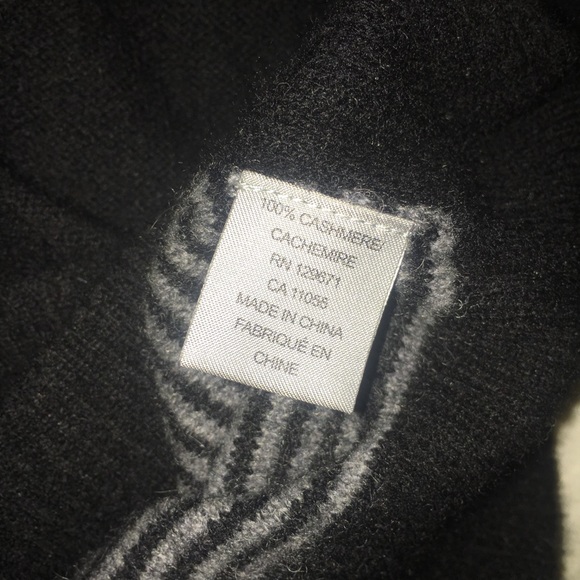 100% CASHMERE/
CACHEMIRE
RN 129671
CA 11055
MADE IN CHINA
FABRIQUÉ EN
CHINE